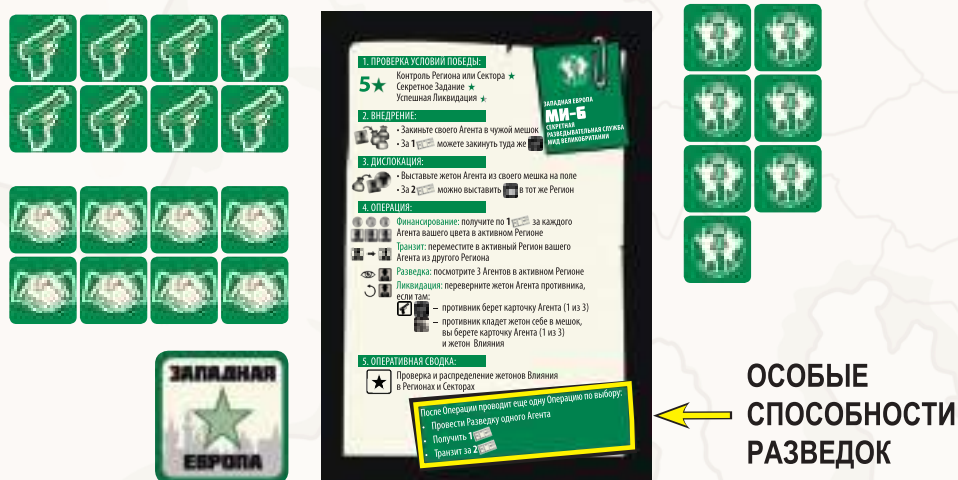 1. ПРОВЕРКА УСЛОВИЙ ПОБЕДЫ:
5★
Контроль Региона или Сектора ★
Секретное Задание ★
Успешная Ликвидация ★
ЗАПАДНАЯ ЕВРОПА
МИ-6
СЕКРЕТНАЯ
РАЗВЕДЫВАТЕЛЬНАЯ СЛУЖБА
МИД ВЕЛИКОБРИТАНИИ
2. ВНЕДРЕНИЕ:
• Закиньте своего Агента в чужой мешок
• За 1 можете закинуть туда же
3. ДИСЛОКАЦИЯ:
• Выставьте жетон Агента из своего мешка на поле
• За 2 можно выставить в тот же Регион
4. ОПЕРАЦИЯ:
Финансирование: получите по 1 за каждого
Агента вашего цвета в активном Регионе
Транзит: переместите в активный Регион вашего
Агента из другого Региона
Разведка: посмотрите 3 Агентов в активном Регионе
Ликвидация: переверните жетон Агента противника,
если там:
– противник берет карточку Агента (1 из 3)
– противник кладет жетон себе в мешок,
вы берете карточку Агента (1 из 3)
и жетон Влияния
5. ОПЕРАТИВНАЯ СВОДКА:
Проверка и распределение жетонов Влияния
в Регионах и Секторах
После Операции проводит еще одну Операцию по выбору:
• Провести Разведку одного Агента
• Получить 1
• Транзит за 2
ЗАПАДНАЯ
ЕВРОПА
ОСОБЫЕ
СПОСОБНОСТИ
РАЗВЕДОК